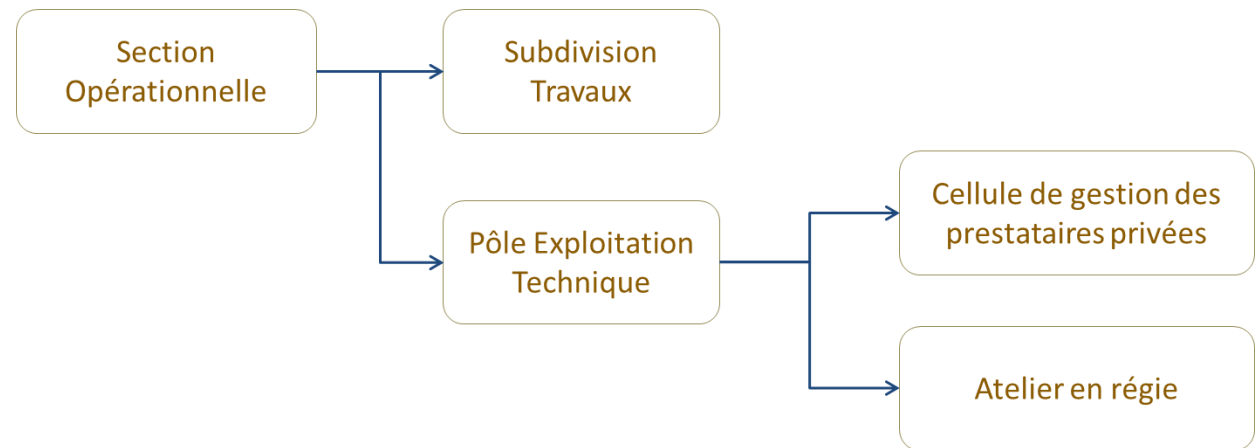 Section
Opérationnelle
Subdivision
Travaux
Pôle Exploitation
Technique
Cellule de gestion des
prestataires privées
Atelier en régie